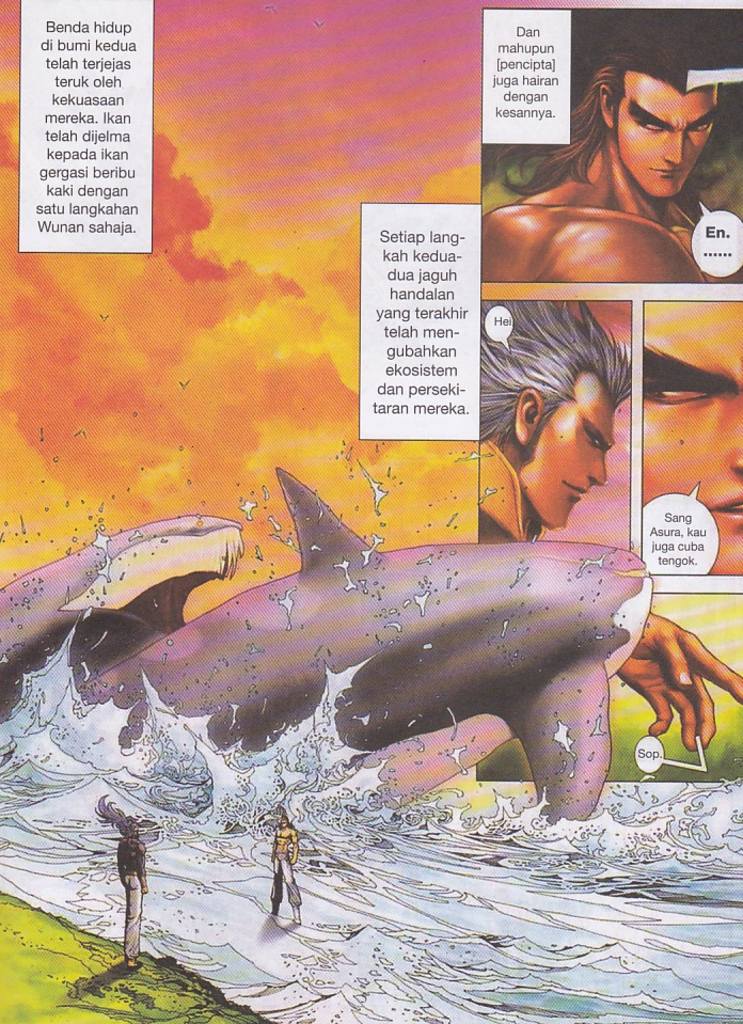 Benda hidup
di bumi kedua
telah terjejas
teruk oleh
kekuasaan
mereka. Ikan
telah dijelma
kepada ikan
gergasi beribu
kaki dengan
satu langkahan
Wunan sahaja.
Setiap lang-
kah kedua-
dua jaguh
handalan
yang terakhir
telah men-
gubahkan
ekosistem
dan perseki-
taran mereka.
Dan
mahupun
[pencipta]
juga hairan
dengan
kesannya.
En.
......
Hei
Sang
Asura, kau
juga cuba
tengok.
Sop.